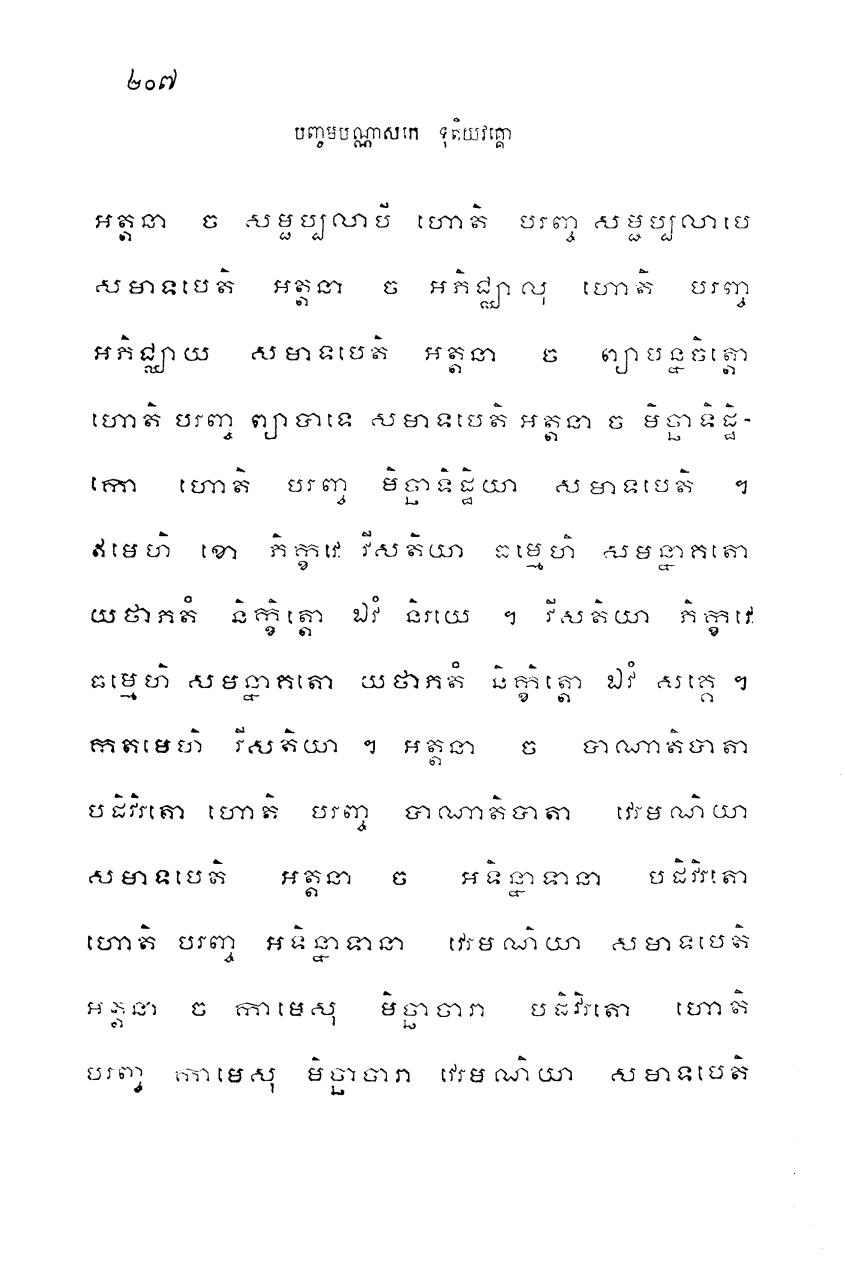 ២០៧
បញ្ចមបណ្ណាសកេ ទុតិយវគ្គោ
អត្តនា ច សម្ផប្បលាបី ហោតិ បរញ្ច សម្ផប្បលាបេ
សមាទបេតិ អត្តនា ច អភិជ្ឈាលុ ហោតិ បរញ្ច
អភិជ្ឈាយ សមាទបេតិ អត្តនា ច ព្យាបន្នចិត្តោ
ហោតិ បរញ្ច ព្យាបាទេ សមាទបេតិ អត្តនា ច មិច្ឆាទិដ្ឋិ-
កោ ហោតិ បរញ្ច មិច្ឆាទិដ្ឋិយា សមាទបេតិ ។
ឥមេហិ ខោ ភិក្ខវេ វីសតិយា ធម្មេហិ សមន្នាគតោ
យថាភតំ និក្ខិត្តោ ឯវំ និរយេ ។ វីសតិយា ភិក្ខវេ
ធម្មេហិ សមន្នាគតោ យថាភតំ និក្ខិត្តោ ឯវំ សគ្គេ ។
កតមេហិ វីសតិយា ។ អត្តនា ច បាណាតិបាតា
បដិវិរតោ ហោតិ បរញ្ច បាណាតិបាតា វេរមណិយា
សមាទបេតិ អត្តនា ច អទិន្នាទានា បដិវិរតោ
ហោតិ បរញ្ច អទិន្នាទានា វេរមណិយា សមាទបេតិ
អត្តនា ច កាមេសុ មិច្ឆាចារា បដិវិរតោ ហោតិ
បរញ្ច កាមេសុ មិច្ឆាចារា វេរមណិយា សមាទបេតិ